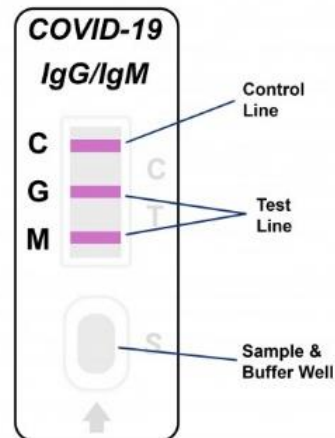 COVID-19
IgG/IgM
C
G
M
C
T
S
Control
Line
Test
Line
Sample &
Buffer Well